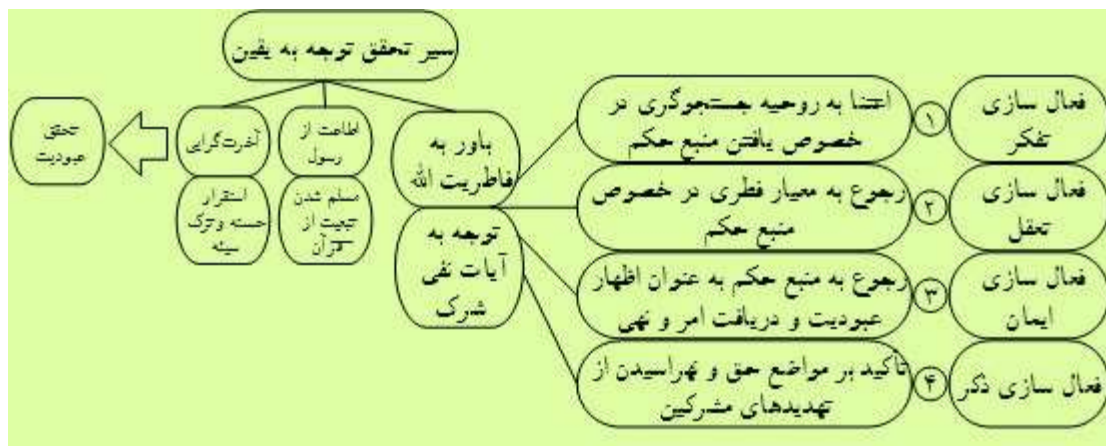 سیر تحقق توجه به یقین
فعال سازی
تفکر
۱
اعتنا به روحیه جستجوگری در
خصوص یافتن منبع حکم
باور به
فاطریت الله
اطاعت از
رسول
آخرت‌گرایی
تحقق
عبودیت
فعال سازی
تعقل
۲
رجوع به معیار فطری در خصوص
منبع حکم
توجه به
آیات نفی
شرک
مسلم شدن
تبعیت از
قرآن
استقرار
حسنه و ترک
سیئه
فعال سازی
ایمان
۳
رجوع به منبع حکم به عنوان اظهار
عبودیت و دریافت امر و نهی
فعال سازی ذکر
۴
تأکید بر مواضع حق و نهراسیدن از
تهدیدهای مشرکین